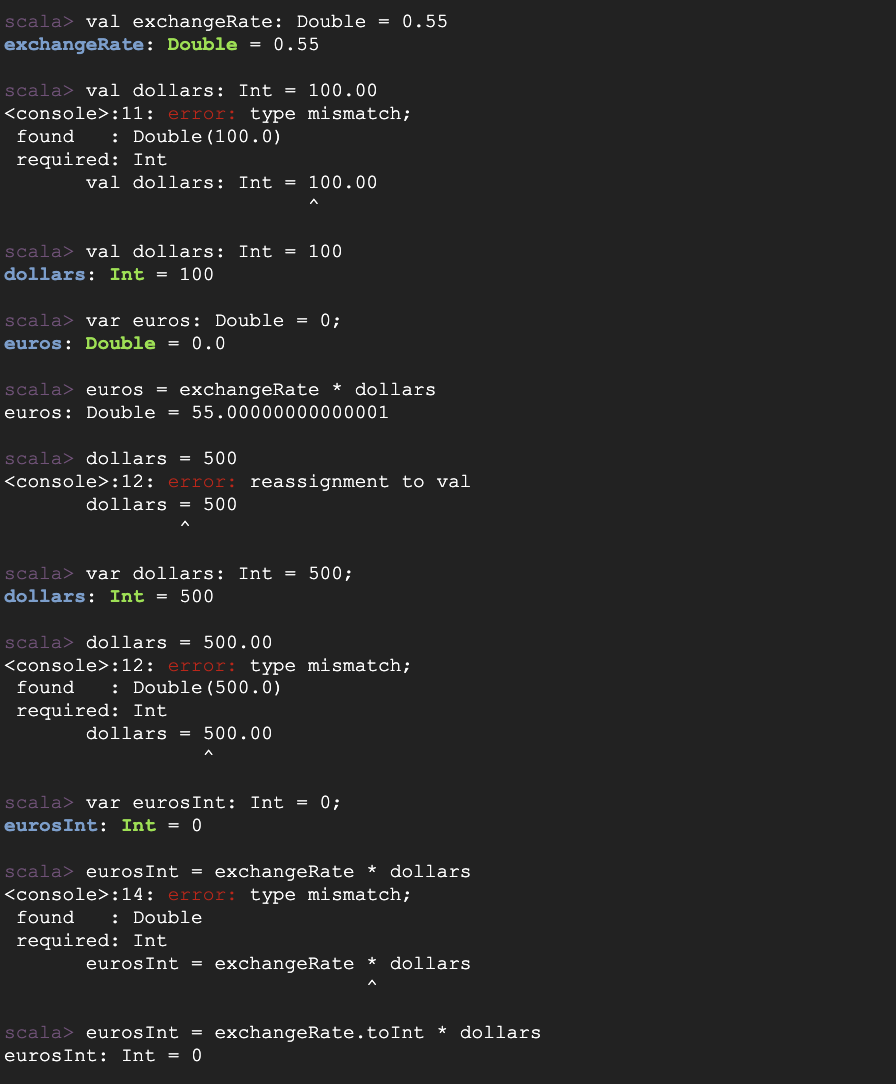 scala> val exchangeRate: Double = 0.55
exchangeRate: Double = 0.55
scala> val dollars: Int = 100.00
<console>:11: error: type mismatch;
 found   : Double(100.0)
 required: Int
       val dollars: Int = 100.00
                          ^
scala> val dollars: Int = 100
dollars: Int = 100
scala> var euros: Double = 0;
euros: Double = 0.0
scala> euros = exchangeRate * dollars
euros: Double = 55.00000000000001
scala> dollars = 500
<console>:12: error: reassignment to val
       dollars = 500
               ^
scala> var dollars: Int = 500;
dollars: Int = 500
scala> dollars = 500.00
<console>:12: error: type mismatch;
 found   : Double(500.0)
 required: Int
       dollars = 500.00
                 ^
scala> var eurosInt: Int = 0;
eurosInt: Int = 0
scala> eurosInt = exchangeRate * dollars
<console>:14: error: type mismatch;
 found   : Double
 required: Int
       eurosInt = exchangeRate * dollars
                               ^
scala> eurosInt = exchangeRate.toInt * dollars
eurosInt: Int = 0